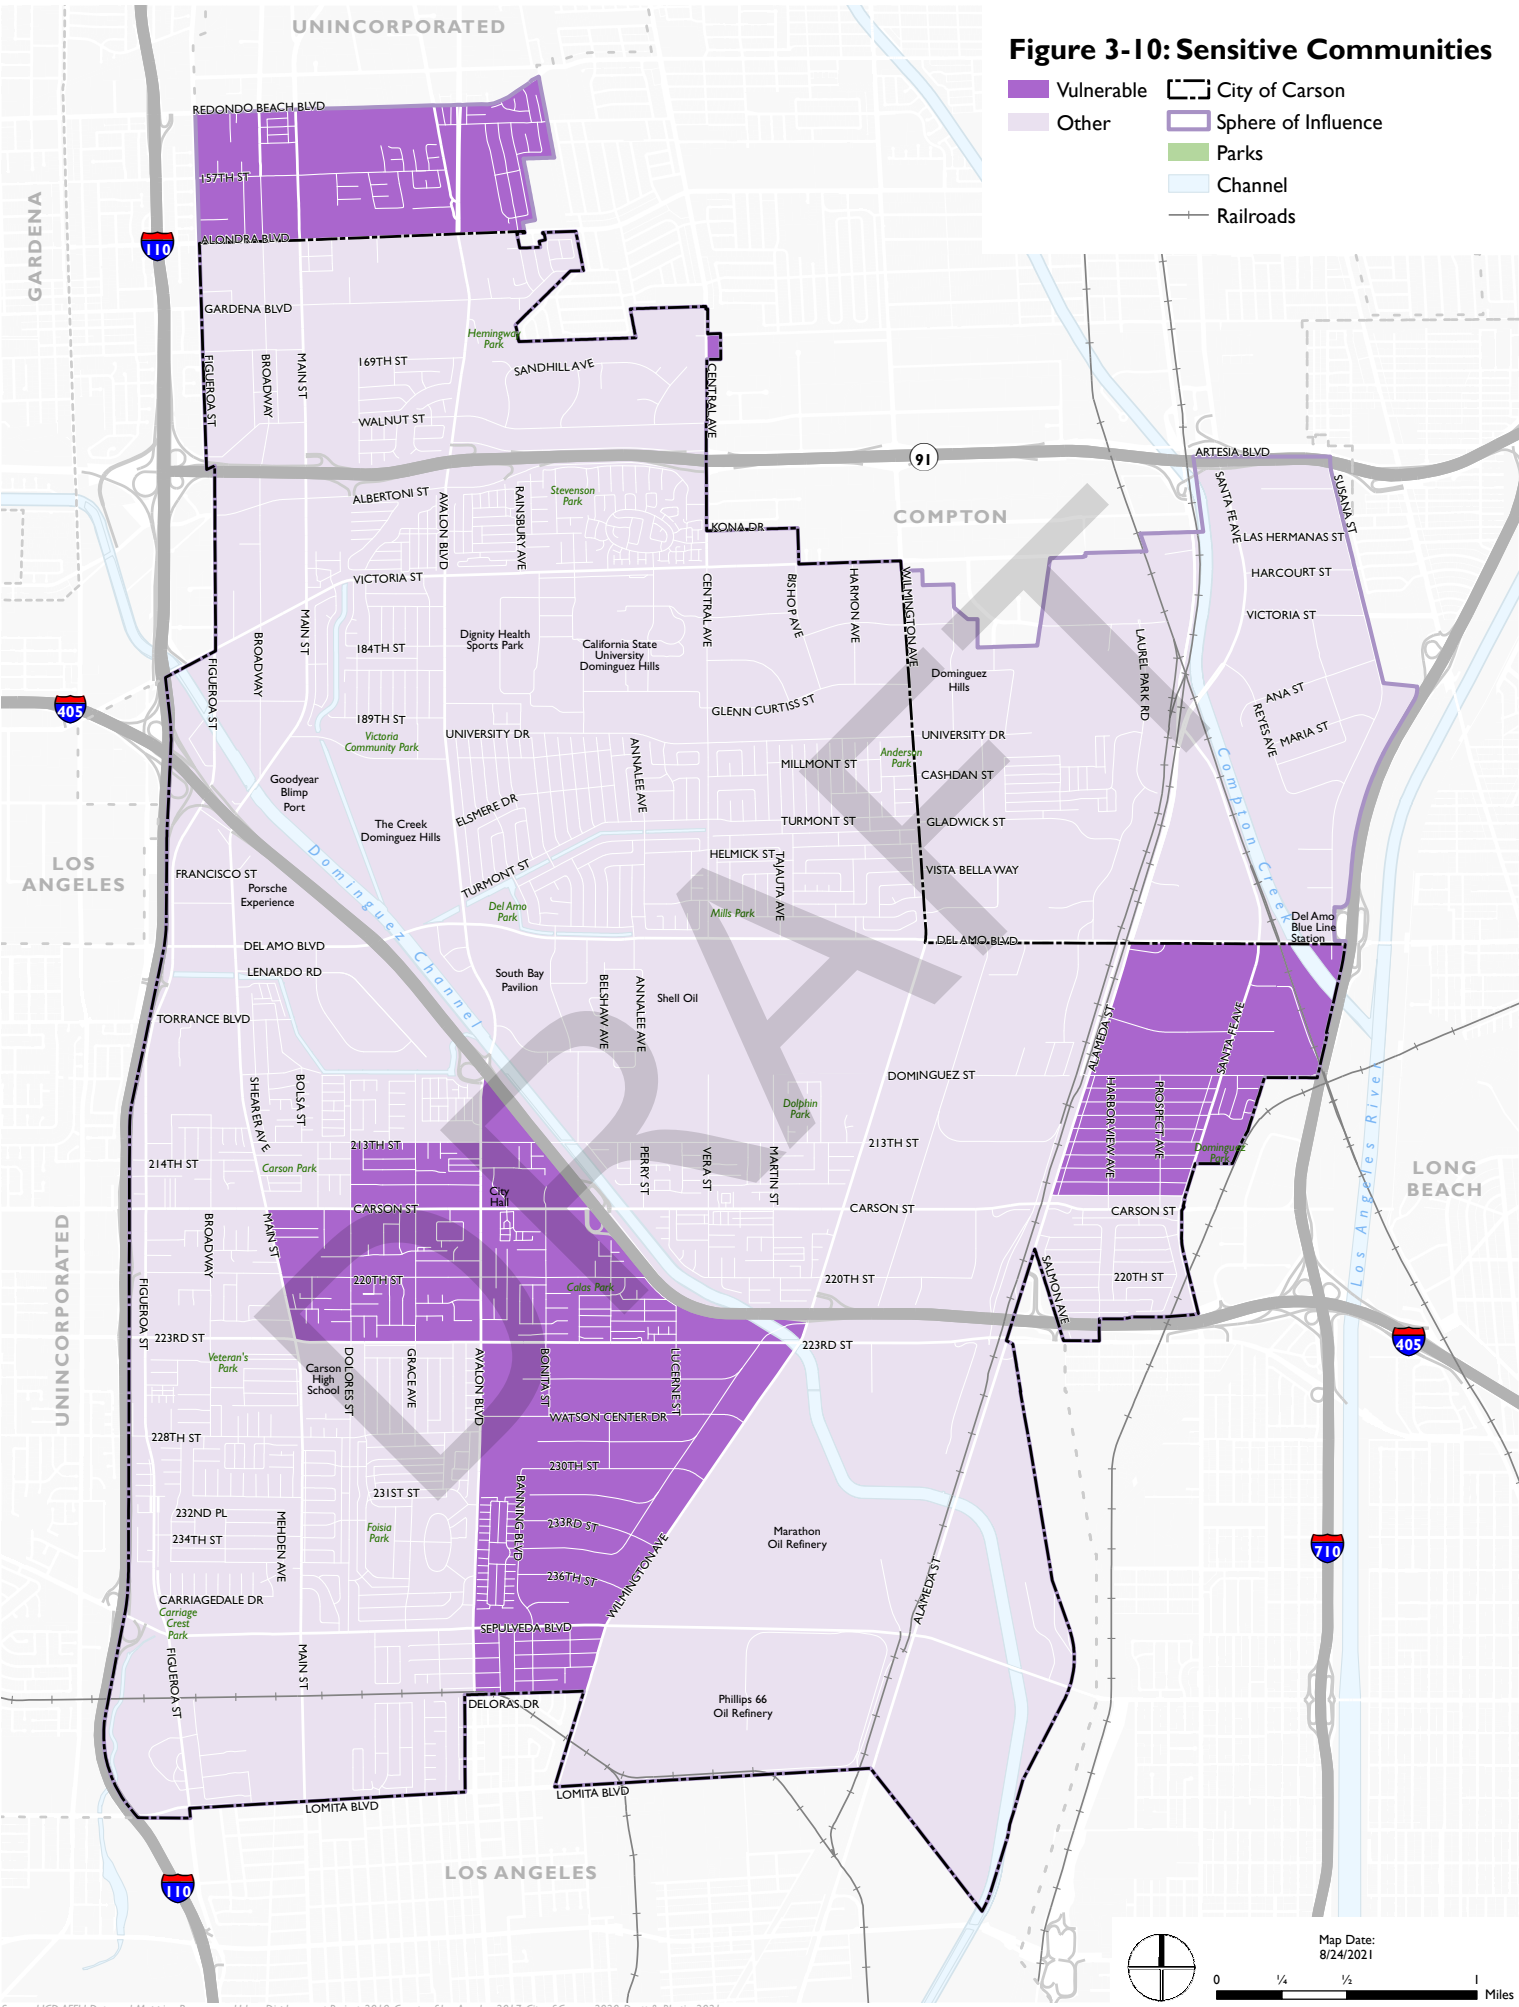 UNINCORPORATED
Figure 3-10: Sensitive Communities
Vulnerable
Other
City of Carson
Sphere of Influence
Parks
Channel
Railroads
REDONDO BEACH BLVD
157TH ST
ALONDRA BLVD
GARDENA
110
GARDENA BLVD
Hemingway
Park
169TH ST
SANDHILL AVE
FIGUEROA ST
BROADWAY
MAIN ST
CENTRAL AVE
WALNUT ST
91
ARTESIA BLVD
ALBERTONI ST
Stevenson
Park
AVALON BLVD
RAINSBURY AVE
COMPTON
KONA DR
SANTA FE AVE
SUSANA ST
LAS HERMANAS ST
HARCOURT ST
VICTORIA ST
VICTORIA ST
CENTRAL AVE
BISHOP AVE
HARMON AVE
WILMINGTON AVE
MAIN ST
BROADWAY
FIGUEROA ST
184TH ST
Dignity Health
Sports Park
California State
University
Dominguez Hills
Dominguez
Hills
LAUREL PARK RD
ANA ST
REYES AVE
MARIA ST
405
189TH ST
Victoria
Community Park
UNIVERSITY DR
GLENN CURTISS ST
UNIVERSITY DR
ANNALEE AVE
MILLMONT ST
Anderson
Park
CASHDAN ST
Goodyear
Blimp
Port
ELSMERE DR
The Creek
Dominguez Hills
TURMONT ST
GLADWICK ST
Compton Creek
LOS
ANGELES
Dominguez Channel
HELMICK ST
TAJAUTA AVE
VISTA BELLA WAY
FRANCISCO ST
Porsche
Experience
TURMONT ST
Del Amo
Park
Mills Park
Del Amo
Blue Line
Station
DEL AMO BLVD
DEL AMO BLVD
LENARDO RD
South Bay
Pavilion
BELSHAW AVE
ANNALEE AVE
Shell Oil
TORRANCE BLVD
ALAMEDA ST
SANTA FE AVE
DOMINGUEZ ST
SHEARER AVE
BOLSA ST
HARBOR VIEW AVE
PROSPECT AVE
Dolphin
Park
213TH ST
213TH ST
Dominguez
Park
214TH ST
Carson Park
PERRY ST
VERA ST
MARTIN ST
City
Hall
LONG
BEACH
Los Angeles River
CARSON ST
CARSON ST
CARSON ST
BROADWAY
MAIN ST
UNINCORPORATED
FIGUEROA ST
220TH ST
Calas Park
220TH ST
SALMON AVE
220TH ST
223RD ST
223RD ST
405
Veteran's
Park
Carson
High
School
DOLORES ST
GRACE AVE
AVALON BLVD
BONITA ST
LUCERNE ST
WATSON CENTER DR
228TH ST
230TH ST
231ST ST
BANNING BLVD
232ND PL
234TH ST
MEHDEN AVE
Foisia
Park
233RD ST
Marathon
Oil Refinery
710
WILMINGTON AVE
236TH ST
ALAMEDA ST
CARRIAGEDALE DR
Carriage
Crest
Park
SEPULVEDA BLVD
FIGUEROA ST
MAIN ST
DELORAS DR
Phillips 66
Oil Refinery
LOMITA BLVD
LOMITA BLVD
LOS ANGELES
110
DRAFT
Map Date:
8/24/2021
0 ¼ ½ 1
Miles